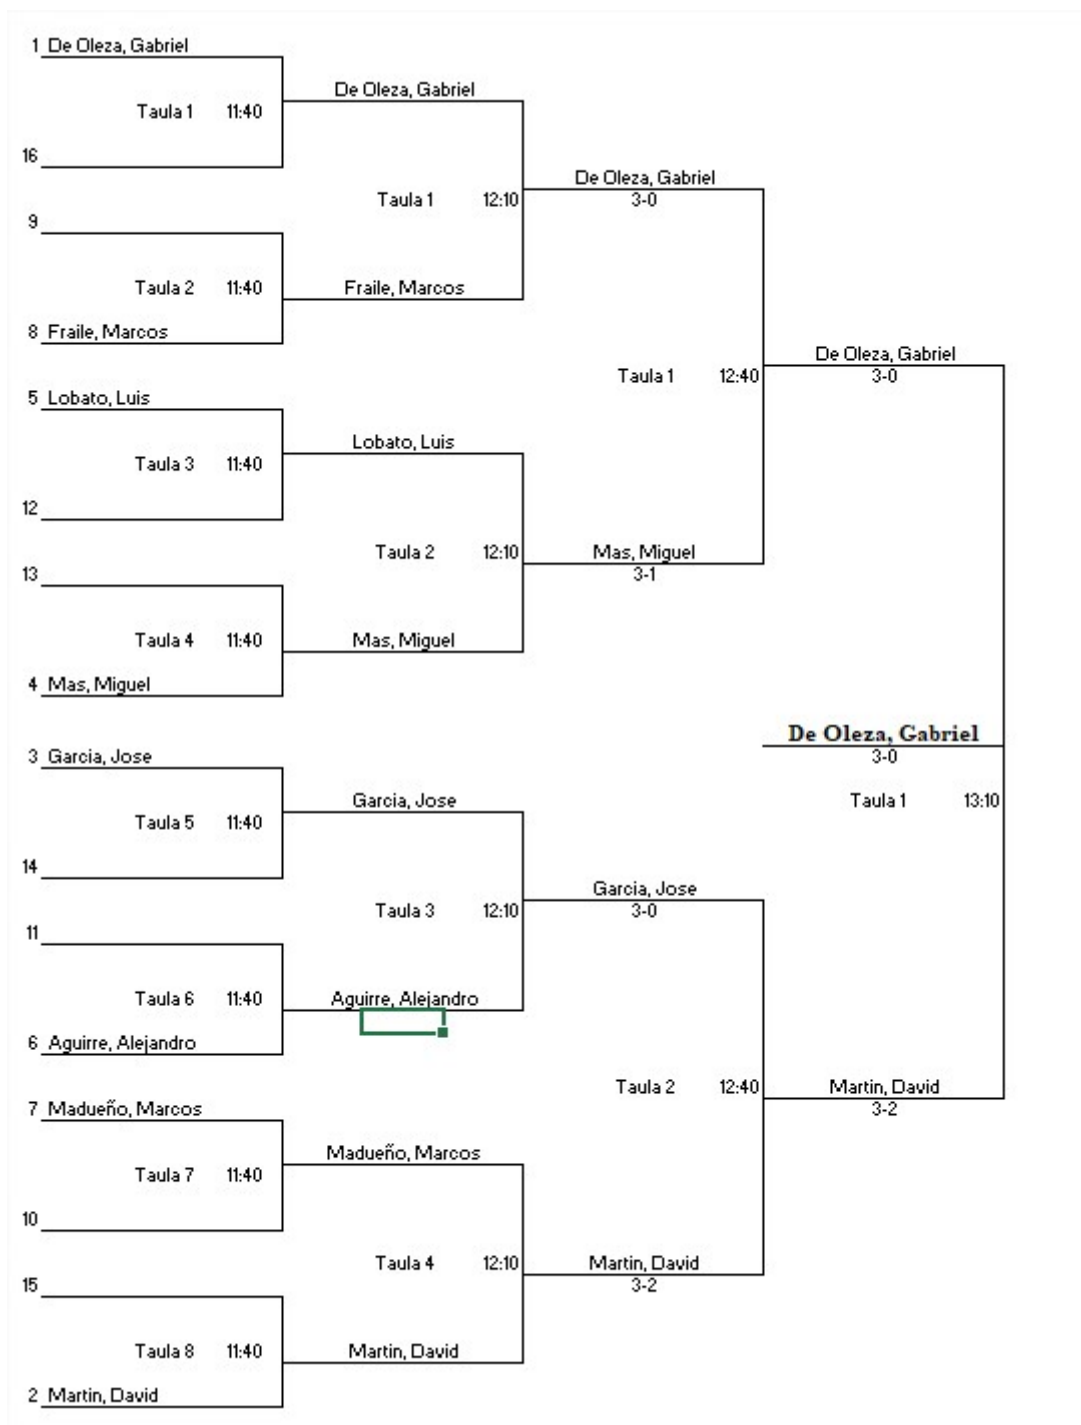 1 De Oleza, Gabriel
De Oleza, Gabriel
Taula 1 11:40
16
De Oleza, Gabriel
Taula 1 12:10
3-0
9
Taula 2 11:40
Fraile, Marcos
8 Fraile, Marcos
De Oleza, Gabriel
Taula 1 12:40
3-0
5 Lobato, Luis
Lobato, Luis
Taula 3 11:40
12
Taula 2 12:10
Mas, Miguel
3-1
13
Taula 4 11:40
Mas, Miguel
4 Mas, Miguel
De Oleza, Gabriel
3-0
3 Garcia, Jose
Taula 1 13:10
Garcia, Jose
Taula 5 11:40
14
Garcia, Jose
Taula 3 12:10
3-0
11
Taula 6 11:40
Aguirre, Alejandro
6 Aguirre, Alejandro
Taula 2 12:40
Martin, David
3-2
7 Madueño, Marcos
Madueño, Marcos
Taula 7 11:40
10
Taula 4 12:10
Martin, David
3-2
15
Taula 8 11:40
Martin, David
2 Martin, David